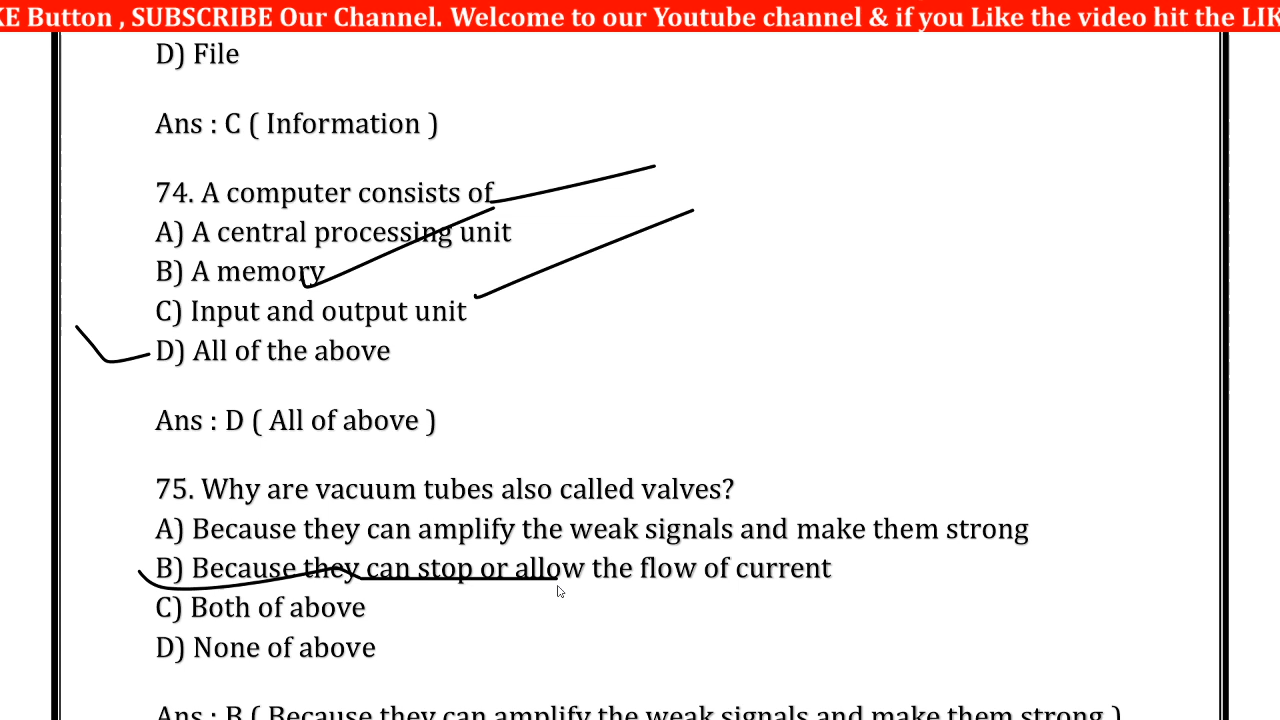 KE Button , SUBSCRIBE Our Channel. Welcome to our Youtube channel & if you Like the video hit the LIK
D) File
Ans : C ( Information )
74. A computer consists of
A) A central processing unit
B) A memory
C) Input and output unit
D) All of the above
Ans : D ( All of above )
75. Why are vacuum tubes also called valves?
A) Because they can amplify the weak signals and make them strong
B) Because they can stop or allow the flow of current
C) Both of above
D) None of above
Ans : B ( Because they can amplify the weak signals and make them strong )